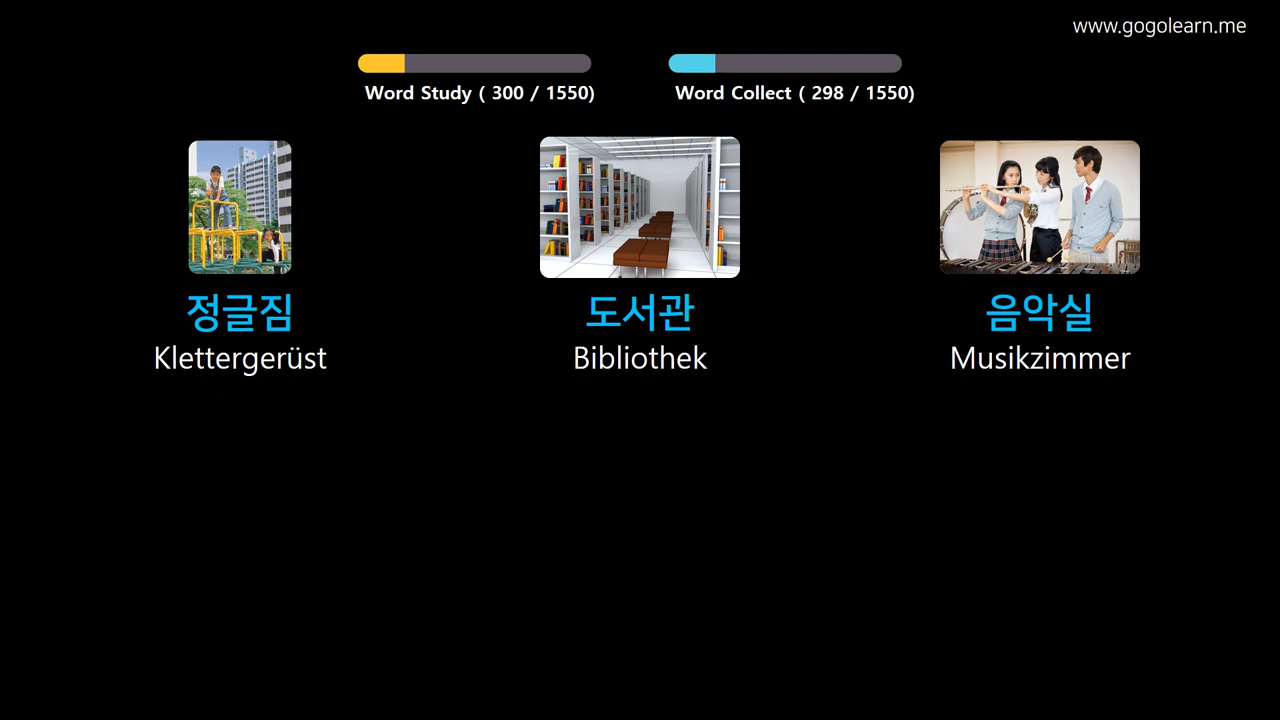 www.gogolearn.me
Word Study ( 300 / 1550)
Word Collect ( 298 / 1550)
정글짐
Klettergerüst
도서관
Bibliothek
음악실
Musikzimmer